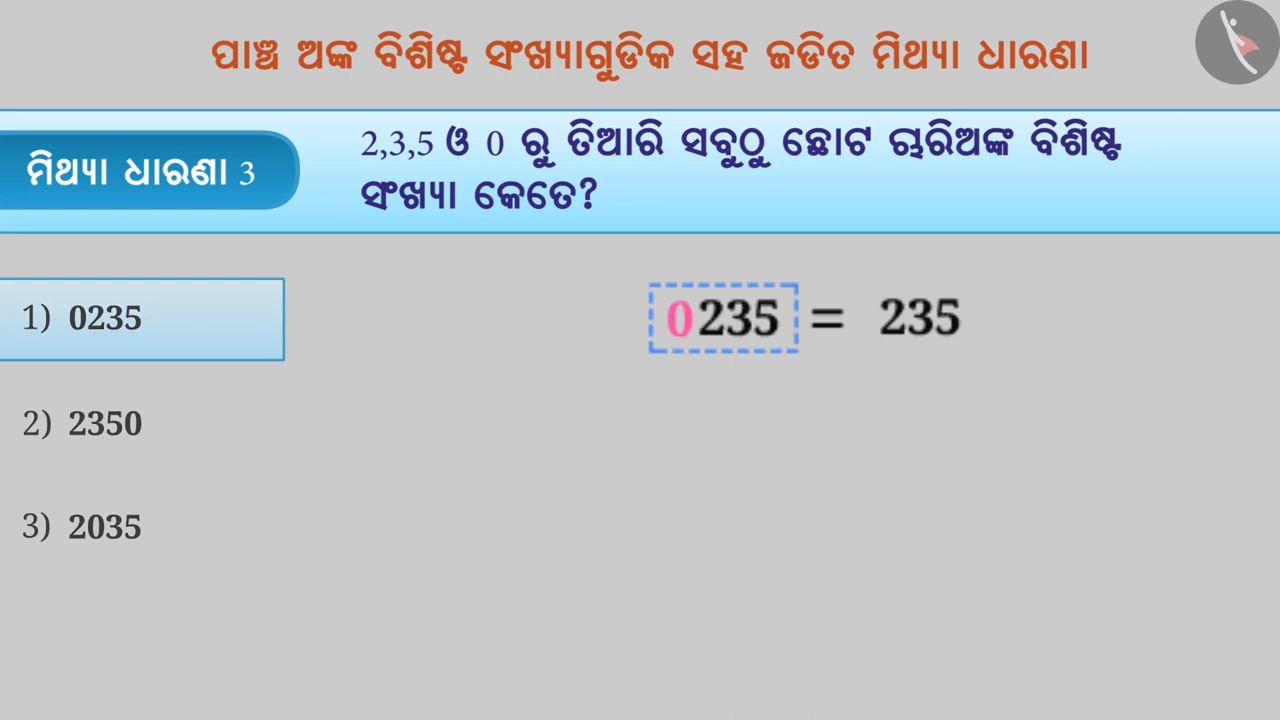 ପାଞ୍ଚ ଅଙ୍କ ବିଶିଷ୍ଟ ସଂଖ୍ୟାଗୁଡିକ ସହ ଜଡିତ ମିଥ୍ୟା ଧାରଣା
ମିଥ୍ୟା ଧାରଣା 3
2,3,5 ଓ 0 ରୁ ତିଆରି ସବୁଠୁ ଛୋଟ ଋରିଅଙ୍କ ବିଶିଷ୍ଟ
ସଂଖ୍ୟା କେତେ?
1) 0235
0235 = 235
2) 2350
3) 2035